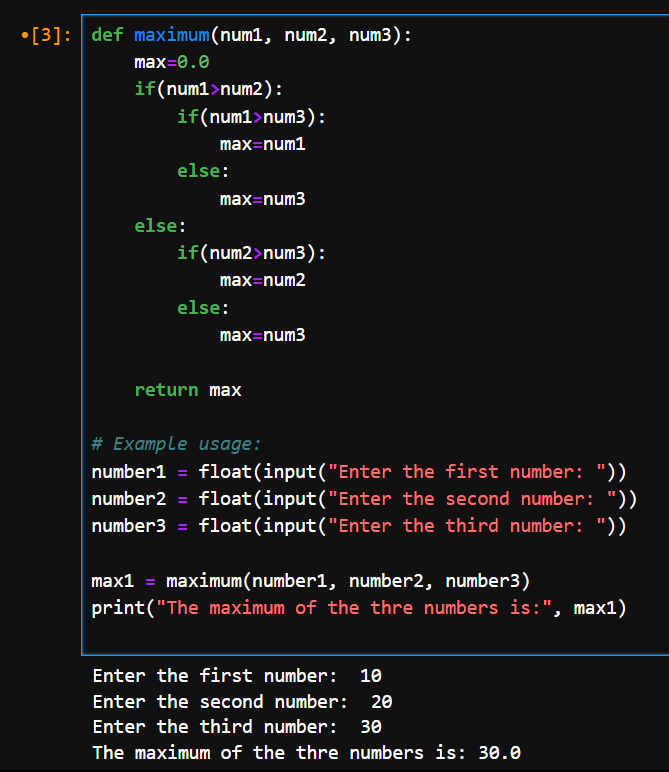 •[3]:
def maximum(num1, num2, num3):
    max=0.0
    if(num1>num2):
        if(num1>num3):
            max=num1
        else:
            max=num3
    else:
        if(num2>num3):
            max=num2
        else:
            max=num3

    return max

# Example usage:
number1 = float(input("Enter the first number: "))
number2 = float(input("Enter the second number: "))
number3 = float(input("Enter the third number: "))

max1 = maximum(number1, number2, number3)
print("The maximum of the thre numbers is:", max1)

Enter the first number:  10
Enter the second number:  20
Enter the third number:  30
The maximum of the thre numbers is: 30.0